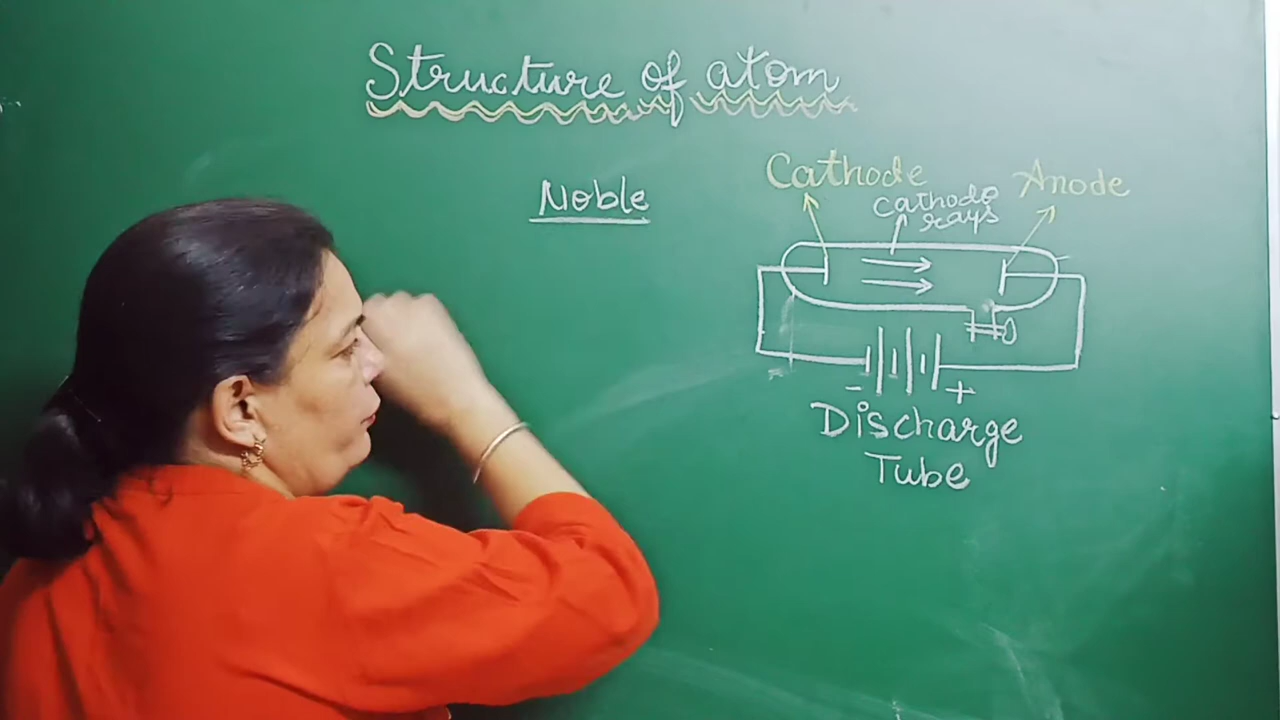 Structure of atom
Noble
Cathode
Anode
Cathode
rays
- +
Discharge
Tube